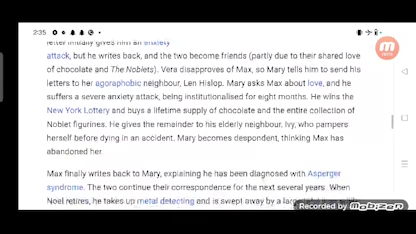 2:35
letter initially gives him an anxiety
attack, but he writes back, and the two become friends (partly due to their shared love
of chocolate and The Noblets). Vera disapproves of Max, so Mary tells him to send his
letters to her agoraphobic neighbour, Len Hislop. Mary asks Max about love, and he
suffers a severe anxiety attack, being institutionalised for eight months. He wins the
New York Lottery and buys a lifetime supply of chocolate and the entire collection of
Noblet figurines. He gives the remainder to his elderly neighbour, Ivy, who pampers
herself before dying in an accident. Mary becomes despondent, thinking Max has
abandoned her.
Max finally writes back to Mary, explaining he has been diagnosed with Asperger
syndrome. The two continue their correspondence for the next several years. When
Noel retires, he takes up metal detecting and is swept away by a
Recorded by mobizen